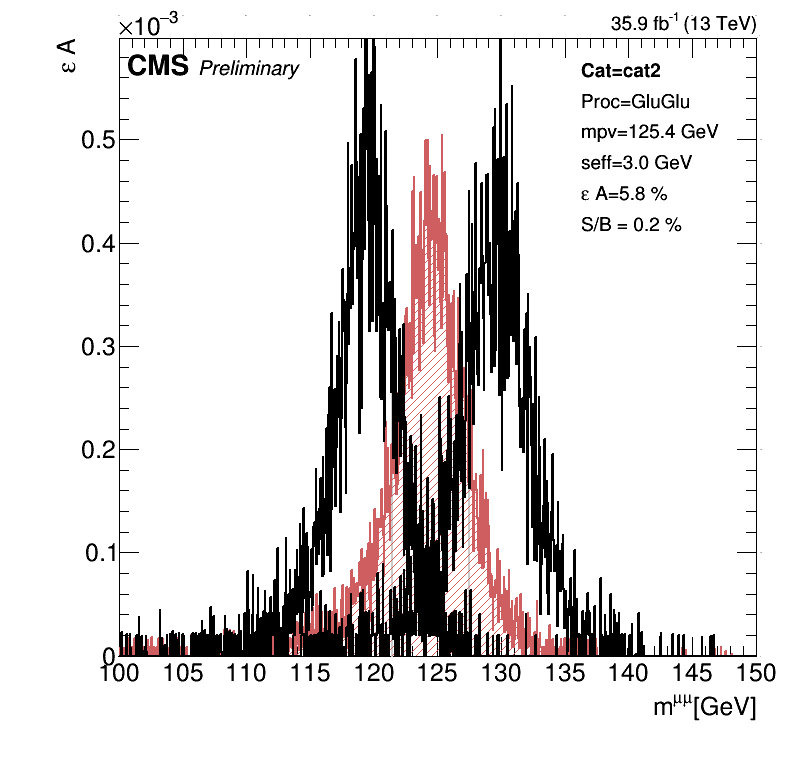 ×10⁻³
35.9 fb⁻¹ (13 TeV)
ε A
CMS Preliminary
Cat=cat2
Proc=GluGlu
mpv=125.4 GeV
seff=3.0 GeV
ε A=5.8 %
S/B = 0.2 %
0.5
0.4
0.3
0.2
0.1
0
100 105 110 115 120 125 130 135 140 145 150
m^μμ[GeV]